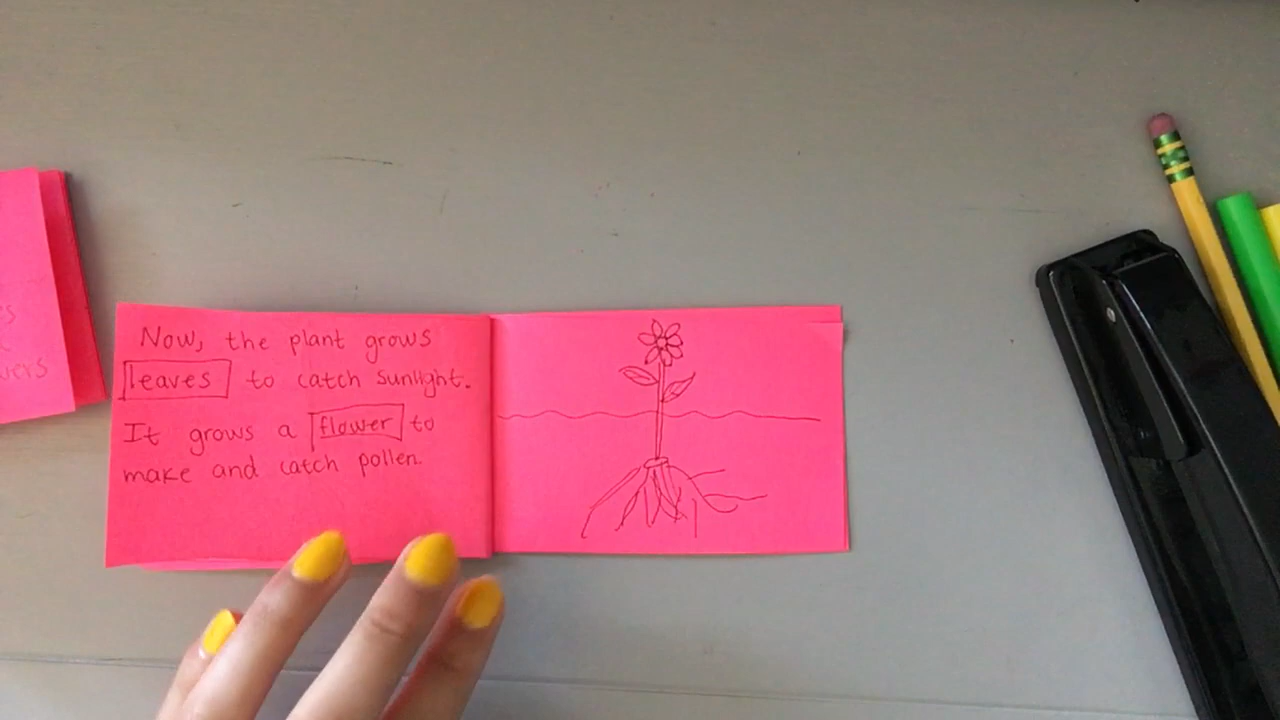 Now, the plant grows
leaves to catch sunlight.
It grows a flower to
make and catch pollen.